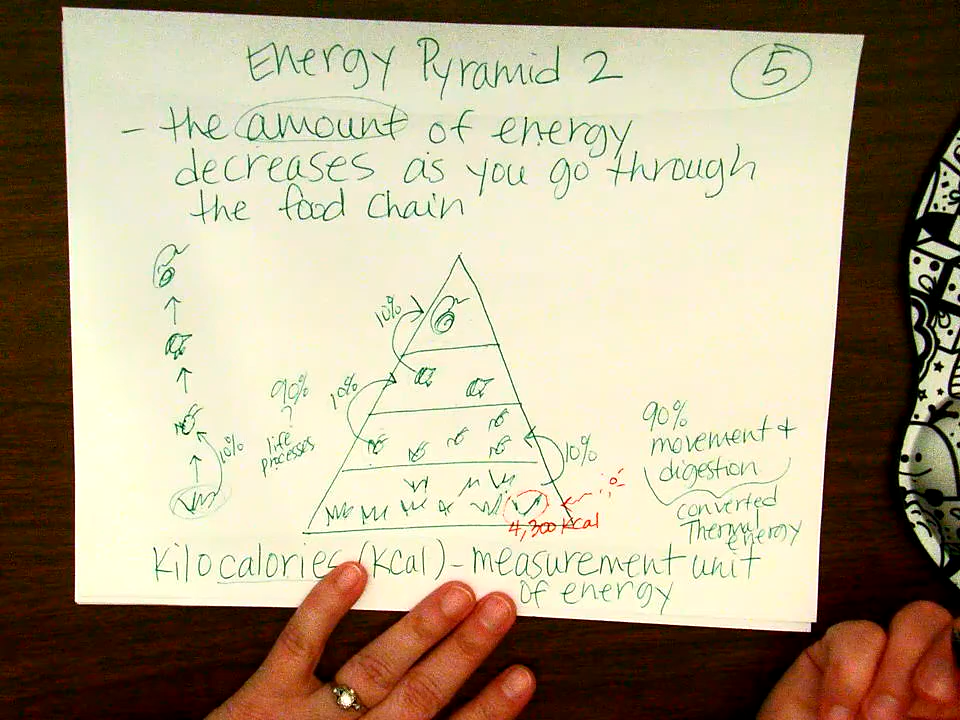 Energy Pyramid 2
5
- the amount of energy
decreases as you go through
the food chain
10%
10%
90%
?
life
processes
10%
10%
90%
movement +
digestion
converted
Thermal
energy
4,300 kcal
Kilocalories (Kcal) - measurement unit
of energy